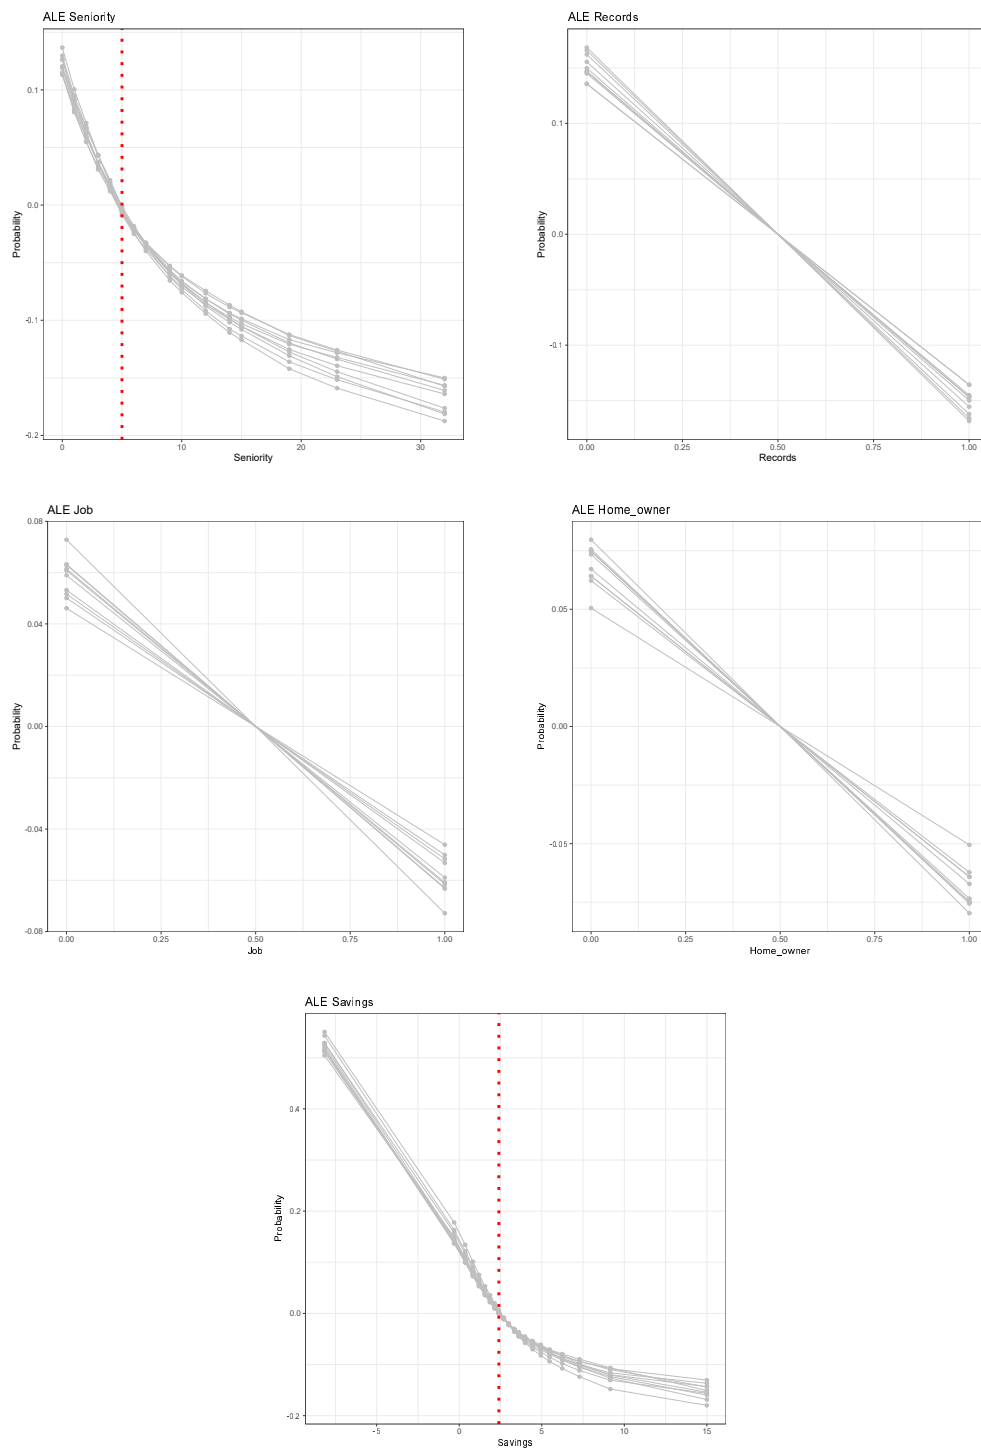 ALE Seniority
0.1
0.0
-0.1
-0.2
Probability
0
10
20
30
Seniority
ALE Records
0.1
0.0
-0.1
Probability
0.00
0.25
0.50
0.75
1.00
Records
ALE Job
0.08
0.04
0.00
-0.04
-0.08
Probability
0.00
0.25
0.50
0.75
1.00
Job
ALE Home_owner
0.05
0.00
-0.05
Probability
0.00
0.25
0.50
0.75
1.00
Home_owner
ALE Savings
0.4
0.2
0.0
-0.2
Probability
-5
0
5
10
15
Savings